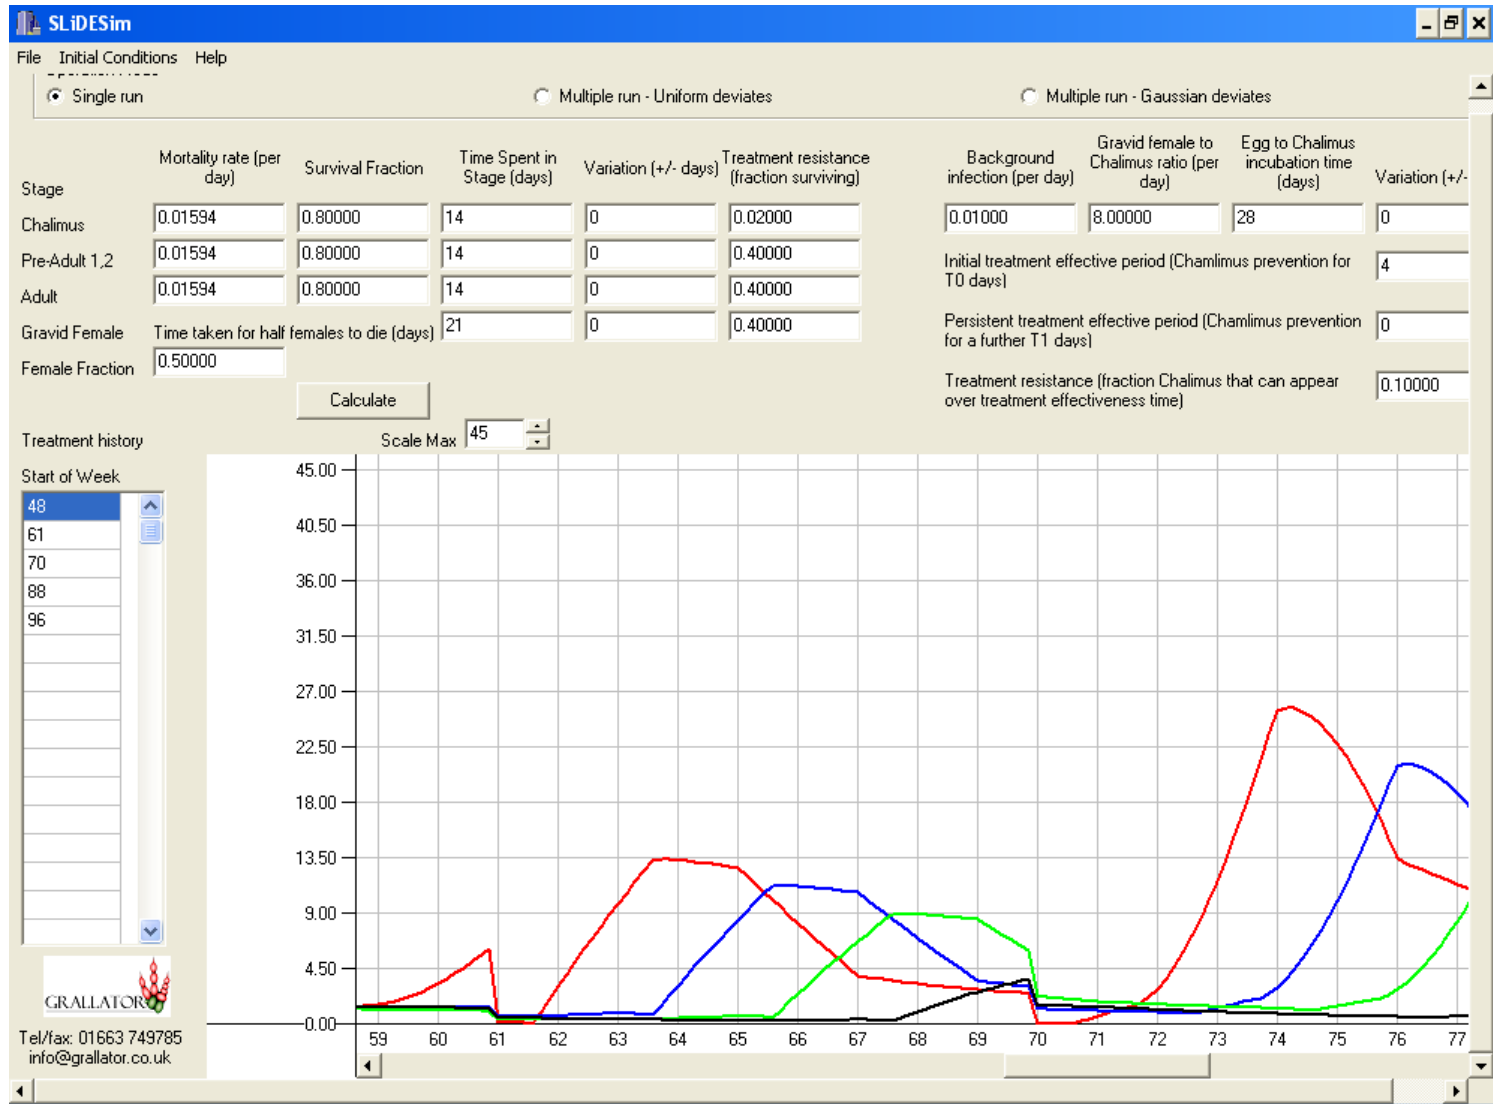 SLiDESim
File Initial Conditions Help
Single run Multiple run - Uniform deviates Multiple run - Gaussian deviates
Stage
Mortality rate (per day)
Survival Fraction
Time Spent in Stage (days)
Variation (+/- days)
Treatment resistance (fraction surviving)
Background infection (per day)
Gravid female to Chalimus ratio (per day)
Egg to Chalimus incubation time (days)
Variation (+/-
Chalimus 0.01594 0.80000 14 0 0.02000 0.01000 8.00000 28 0
Pre-Adult 1,2 0.01594 0.80000 14 0 0.40000
Initial treatment effective period (Chamlimus prevention for T0 days) 4
Adult 0.01594 0.80000 14 0 0.40000
Gravid Female Time taken for half females to die (days) 21 0 0.40000
Persistent treatment effective period (Chamlimus prevention for a further T1 days) 0
Female Fraction 0.50000
Treatment resistance (fraction Chalimus that can appear over treatment effectiveness time) 0.10000
Calculate
Treatment history
Scale Max 45
Start of Week
48
61
70
88
96
45.00
40.50
36.00
31.50
27.00
22.50
18.00
13.50
9.00
4.50
0.00
59 60 61 62 63 64 65 66 67 68 69 70 71 72 73 74 75 76 77
GRALLATOR
Tel/fax: 01663 749785
info@grallator.co.uk